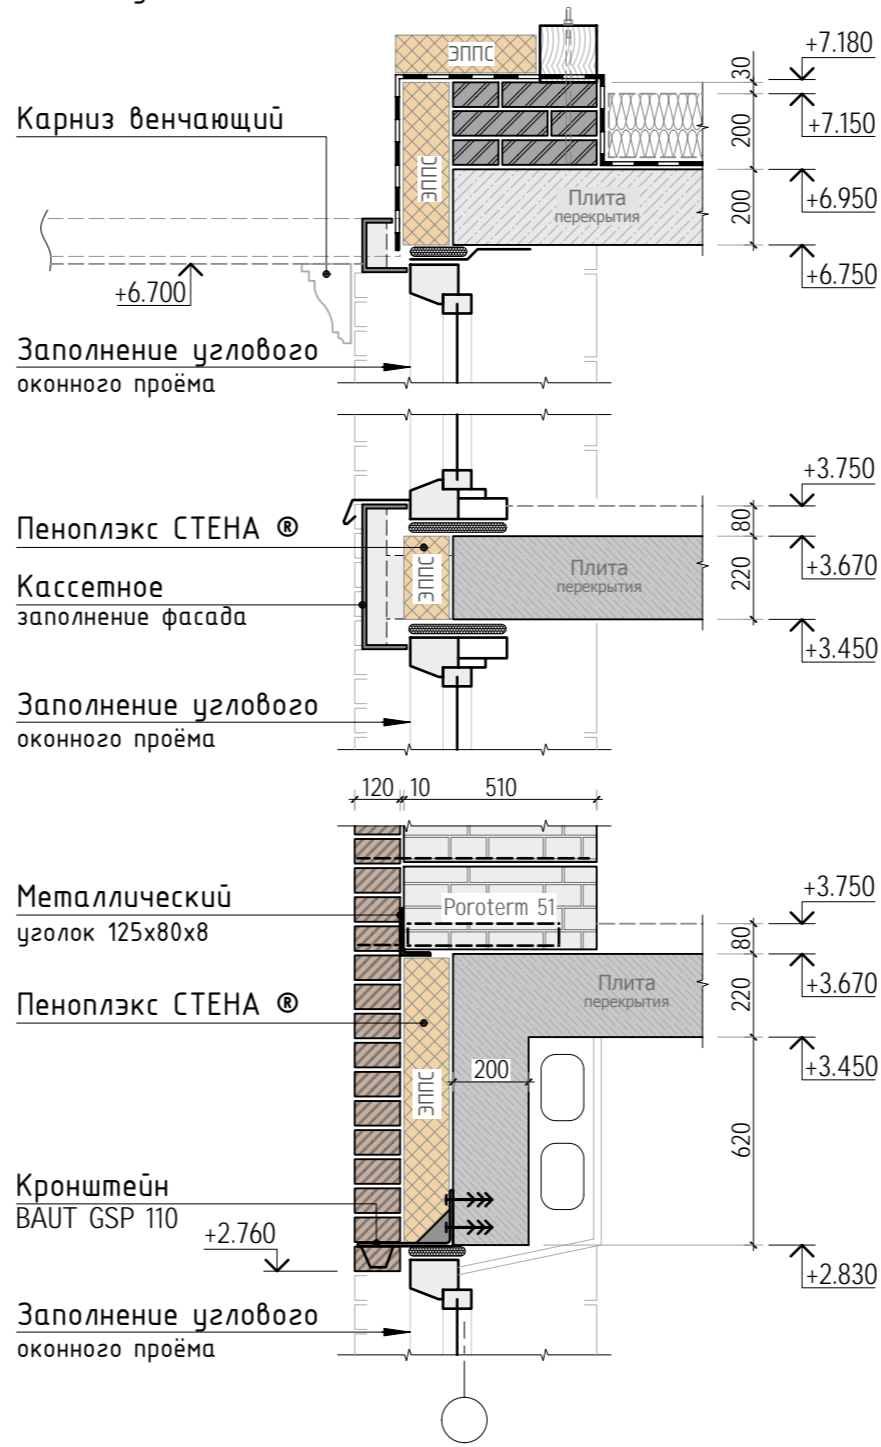 ЭППС
+7.180
30
Карниз венчающий
+7.150
200
ЭППС
Плита
перекрытия
+6.950
200
+6.750
+6.700
Заполнение углового
оконного проёма
+3.750
80
Пеноплэкс СТЕНА ®
ЭППС
Плита
перекрытия
220
+3.670
Кассетное
заполнение фасада
+3.450
Заполнение углового
оконного проёма
120
10
510
Металлический
уголок 125х80х8
Poroterm 51
+3.750
80
Пеноплэкс СТЕНА ®
Плита
перекрытия
220
+3.670
ЭППС
200
+3.450
620
Кронштейн
BAUT GSP 110
+2.760
+2.830
Заполнение углового
оконного проёма